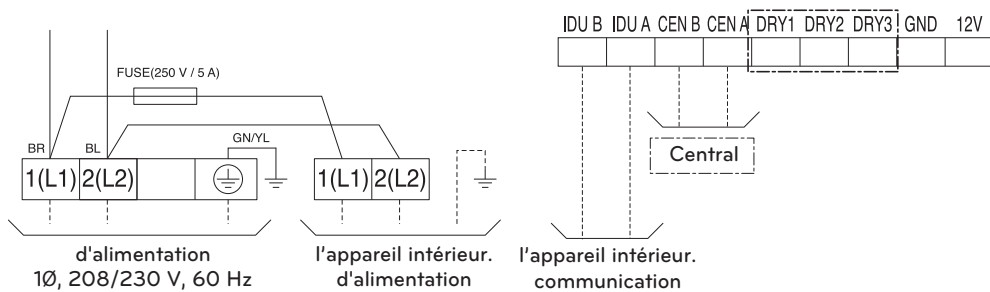 IDU B IDU A CEN B CEN A DRY1 DRY2 DRY3 GND 12V
FUSE(250 V / 5 A)
BR BL GN/YL
1(L1) 2(L2) 1(L1) 2(L2)
Central
d'alimentation
1Ø, 208/230 V, 60 Hz
l'appareil intérieur.
d'alimentation
l'appareil intérieur.
communication